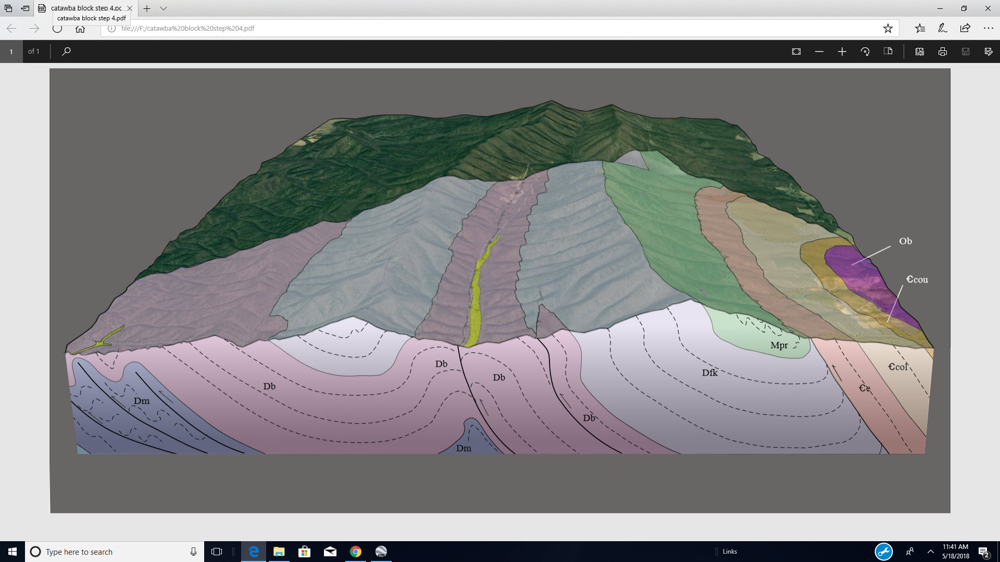 catawba block step 4.pc
catawba block step 4.pdf
file:///F:/catawba%20block%20step%204.pdf
1 of 1
Ob
Ꞓcou
Mpr
Db
Db
Dfk
Ꞓcol
Db
Ꞓe
Dm
Db
Dm
Type here to search
Links
11:41 AM
5/18/2018
2